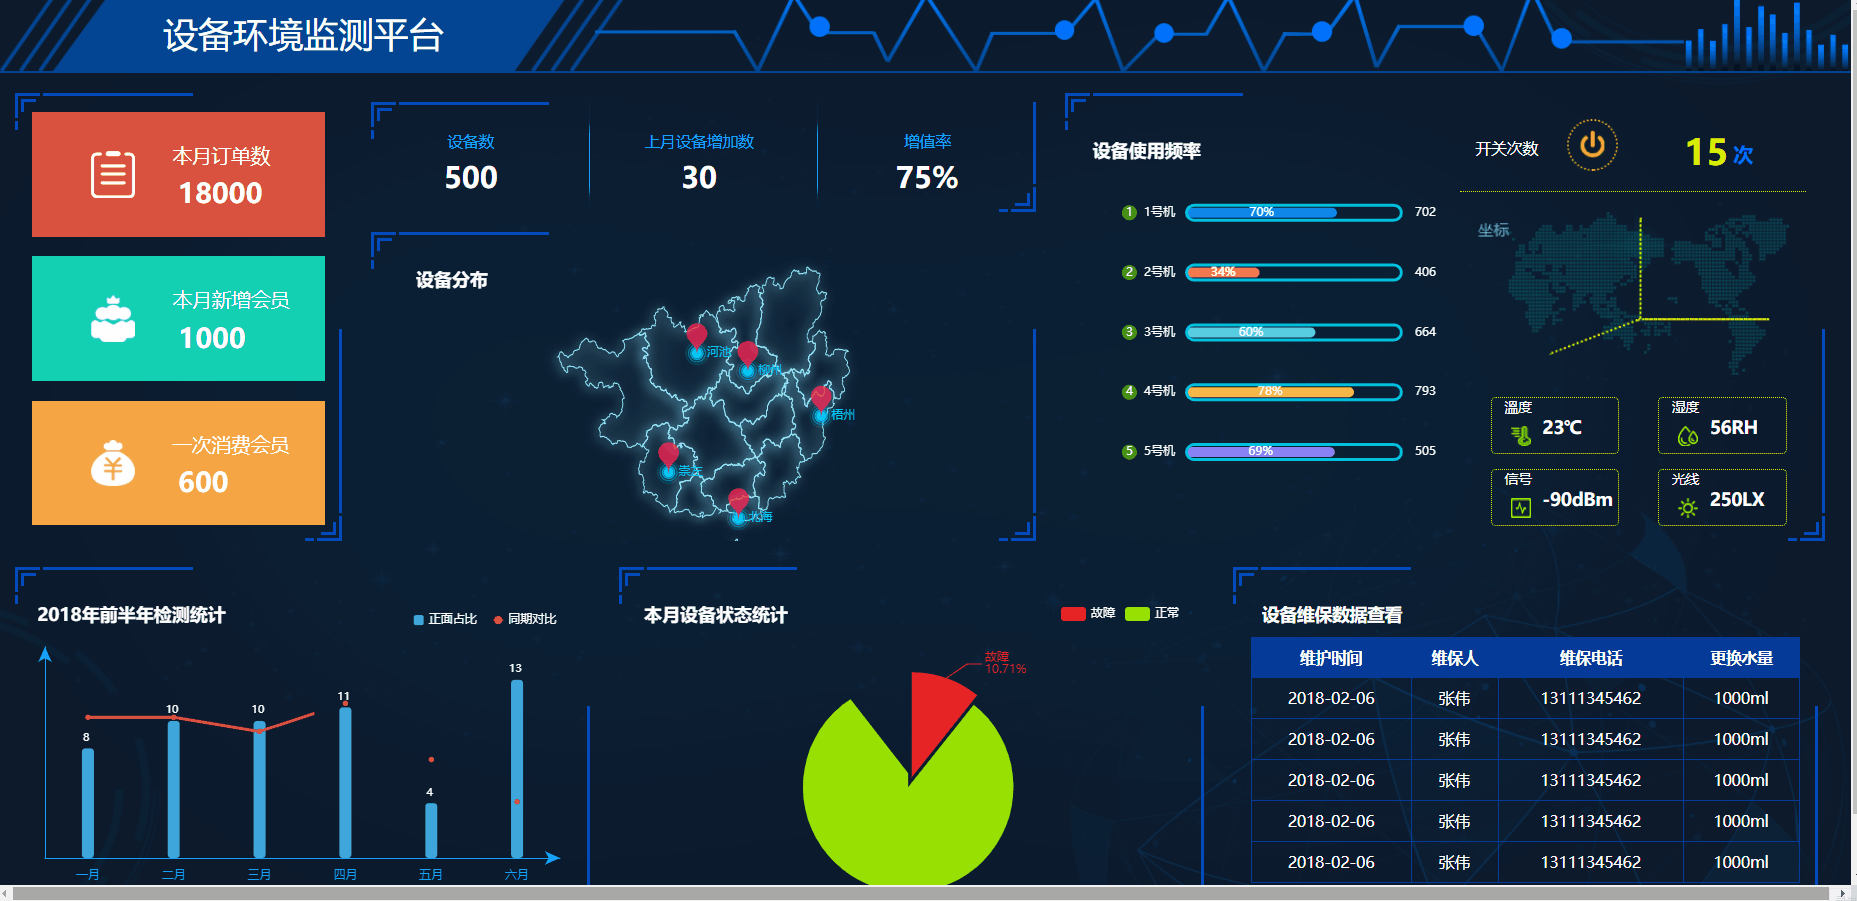 设备环境监测平台
本月订单数
18000
本月新增会员
1000
一次消费会员
600
设备数
500
上月设备增加数
30
增值率
75%
设备分布
河池
柳州
梧州
崇左
北海
设备使用频率
1 1号机 70% 702
2 2号机 34% 406
3 3号机 60% 664
4 4号机 78% 793
5 5号机 69% 505
开关次数 15 次
坐标
温度
23℃
湿度
56RH
信号
-90dBm
光线
250LX
2018年前半年检测统计
正面占比 同期对比
8
10
10
11
4
13
一月 二月 三月 四月 五月 六月
本月设备状态统计
故障 正常
故障
10.71%
设备维保数据查看
维护时间 维保人 维保电话 更换水量
2018-02-06 张伟 13111345462 1000ml
2018-02-06 张伟 13111345462 1000ml
2018-02-06 张伟 13111345462 1000ml
2018-02-06 张伟 13111345462 1000ml
2018-02-06 张伟 13111345462 1000ml